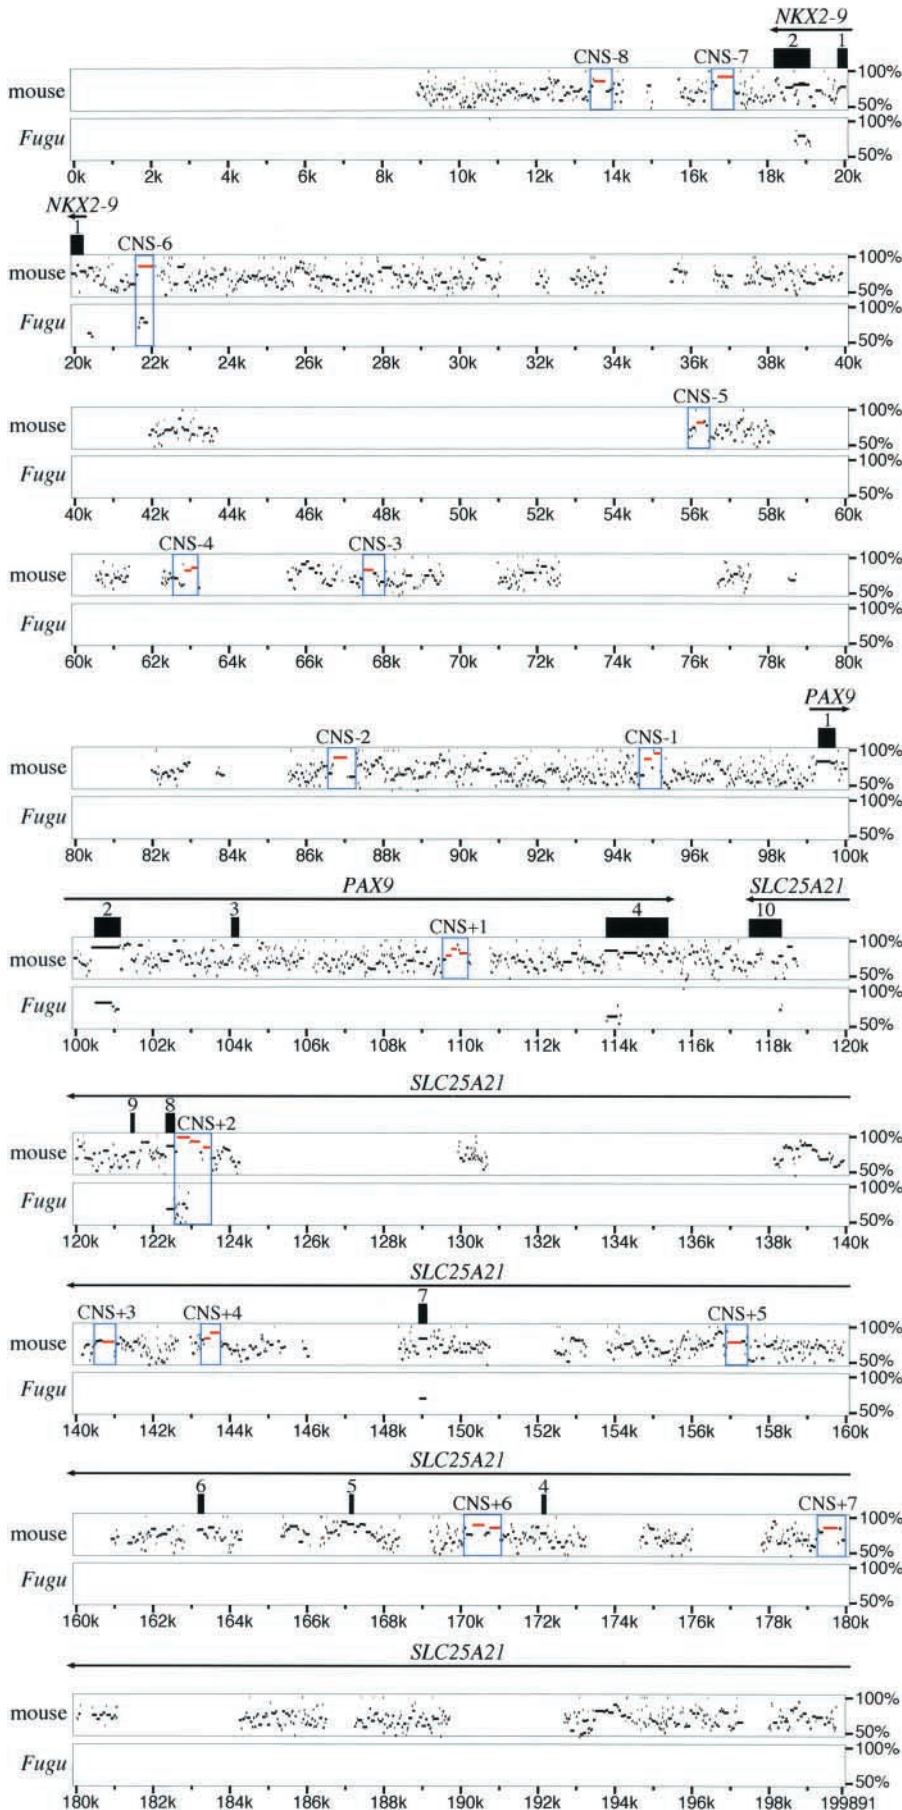 NKX2-9
2 1
CNS-8 CNS-7
mouse 100%
50%
Fugu 100%
50%
0k 2k 4k 6k 8k 10k 12k 14k 16k 18k 20k
NKX2-9
1
CNS-6
mouse 100%
50%
Fugu 100%
50%
20k 22k 24k 26k 28k 30k 32k 34k 36k 38k 40k
CNS-5
mouse 100%
50%
Fugu 100%
50%
40k 42k 44k 46k 48k 50k 52k 54k 56k 58k 60k
CNS-4 CNS-3
mouse 100%
50%
Fugu 100%
50%
60k 62k 64k 66k 68k 70k 72k 74k 76k 78k 80k
PAX9
1
CNS-2 CNS-1
mouse 100%
50%
Fugu 100%
50%
80k 82k 84k 86k 88k 90k 92k 94k 96k 98k 100k
PAX9 SLC25A21
2 3 4 10
CNS+1
mouse 100%
50%
Fugu 100%
50%
100k 102k 104k 106k 108k 110k 112k 114k 116k 118k 120k
SLC25A21
9 8 CNS+2
mouse 100%
50%
Fugu 100%
50%
120k 122k 124k 126k 128k 130k 132k 134k 136k 138k 140k
SLC25A21
7
CNS+3 CNS+4 CNS+5
mouse 100%
50%
Fugu 100%
50%
140k 142k 144k 146k 148k 150k 152k 154k 156k 158k 160k
SLC25A21
6 5 4
CNS+6 CNS+7
mouse 100%
50%
Fugu 100%
50%
160k 162k 164k 166k 168k 170k 172k 174k 176k 178k 180k
SLC25A21
mouse 100%
50%
Fugu 100%
50%
180k 182k 184k 186k 188k 190k 192k 194k 196k 198k 199891